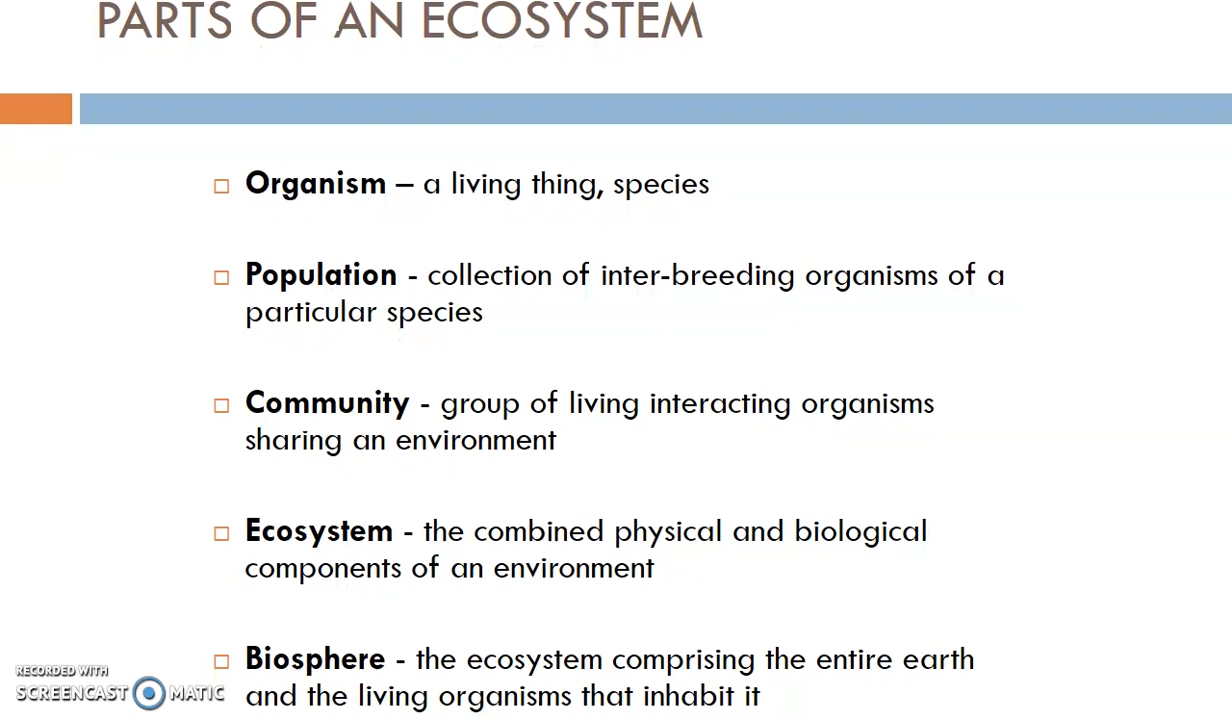 PARTS OF AN ECOSYSTEM
Organism – a living thing, species
Population - collection of inter-breeding organisms of a
particular species
Community - group of living interacting organisms
sharing an environment
Ecosystem - the combined physical and biological
components of an environment
Biosphere - the ecosystem comprising the entire earth
and the living organisms that inhabit it
RECORDED WITH
SCREENCAST MATIC